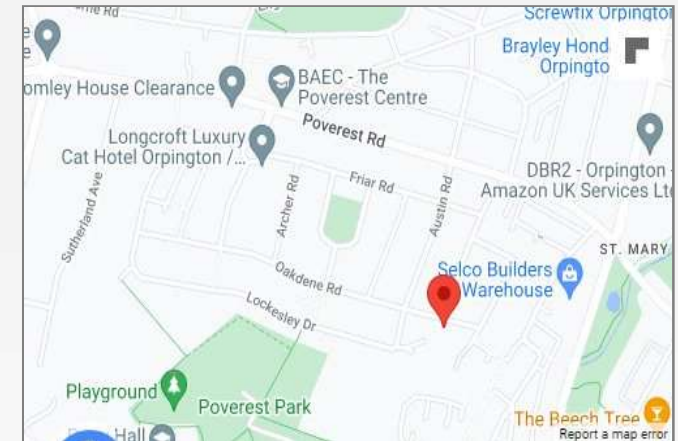 Screwfix Orpington
Rd
Brayley Hond
Orpingto
omley House Clearance
BAEC - The
Poverest Centre
Poverest Rd
Longcroft Luxury
Cat Hotel Orpington /...
DBR2 - Orpington -
Amazon UK Services Ltd
Friar Rd
Archer Rd
Austin Rd
Sutherland Ave
ST. MARY
Selco Builders
Warehouse
Oakdene Rd
Lockesley Dr
Playground
Poverest Park
The Beech Tree
Hall
Report a map error